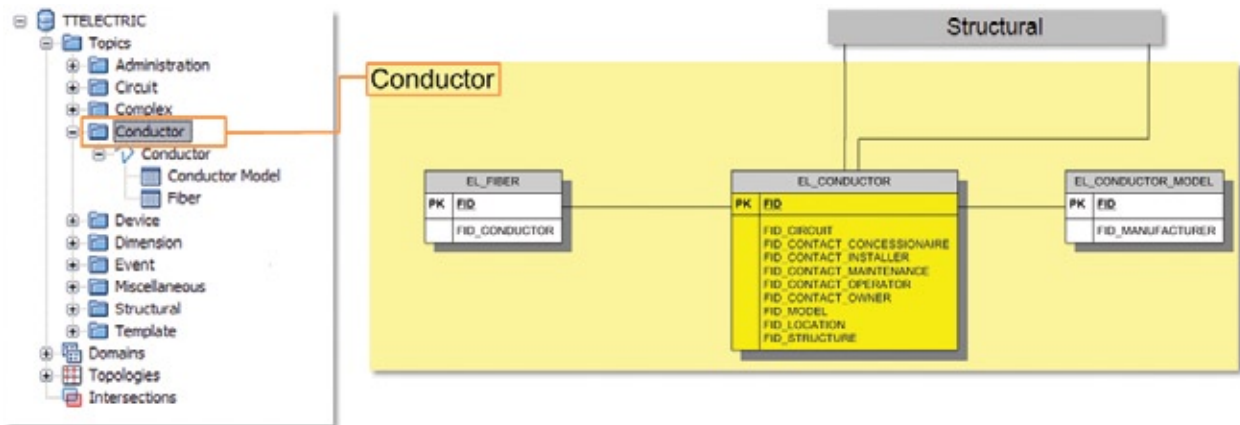 TTELECTRIC
Topics
Administration
Circuit
Complex
Conductor
Conductor
Conductor Model
Fiber
Device
Dimension
Event
Miscellaneous
Structural
Template
Domains
Topologies
Intersections
Structural
Conductor
EL_FIBER
PK FID
FID_CONDUCTOR
EL_CONDUCTOR
PK FID
FID_CIRCUIT
FID_CONTACT_CONCESSIONAIRE
FID_CONTACT_INSTALLER
FID_CONTACT_MAINTENANCE
FID_CONTACT_OPERATOR
FID_CONTACT_OWNER
FID_MODEL
FID_LOCATION
FID_STRUCTURE
EL_CONDUCTOR_MODEL
PK FID
FID_MANUFACTURER